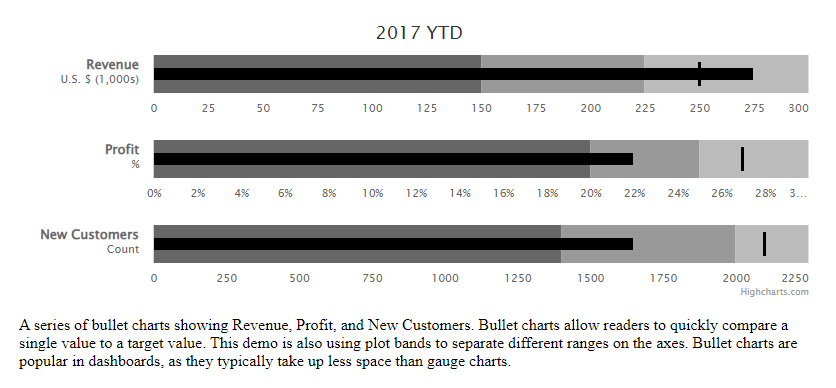 2017 YTD
Revenue
U.S. $ (1,000s)
0 25 50 75 100 125 150 175 200 225 250 275 300
Profit
%
0% 2% 4% 6% 8% 10% 12% 14% 16% 18% 20% 22% 24% 26% 28% 3...
New Customers
Count
0 250 500 750 1000 1250 1500 1750 2000 2250
Highcharts.com
A series of bullet charts showing Revenue, Profit, and New Customers. Bullet charts allow readers to quickly compare a
single value to a target value. This demo is also using plot bands to separate different ranges on the axes. Bullet charts are
popular in dashboards, as they typically take up less space than gauge charts.